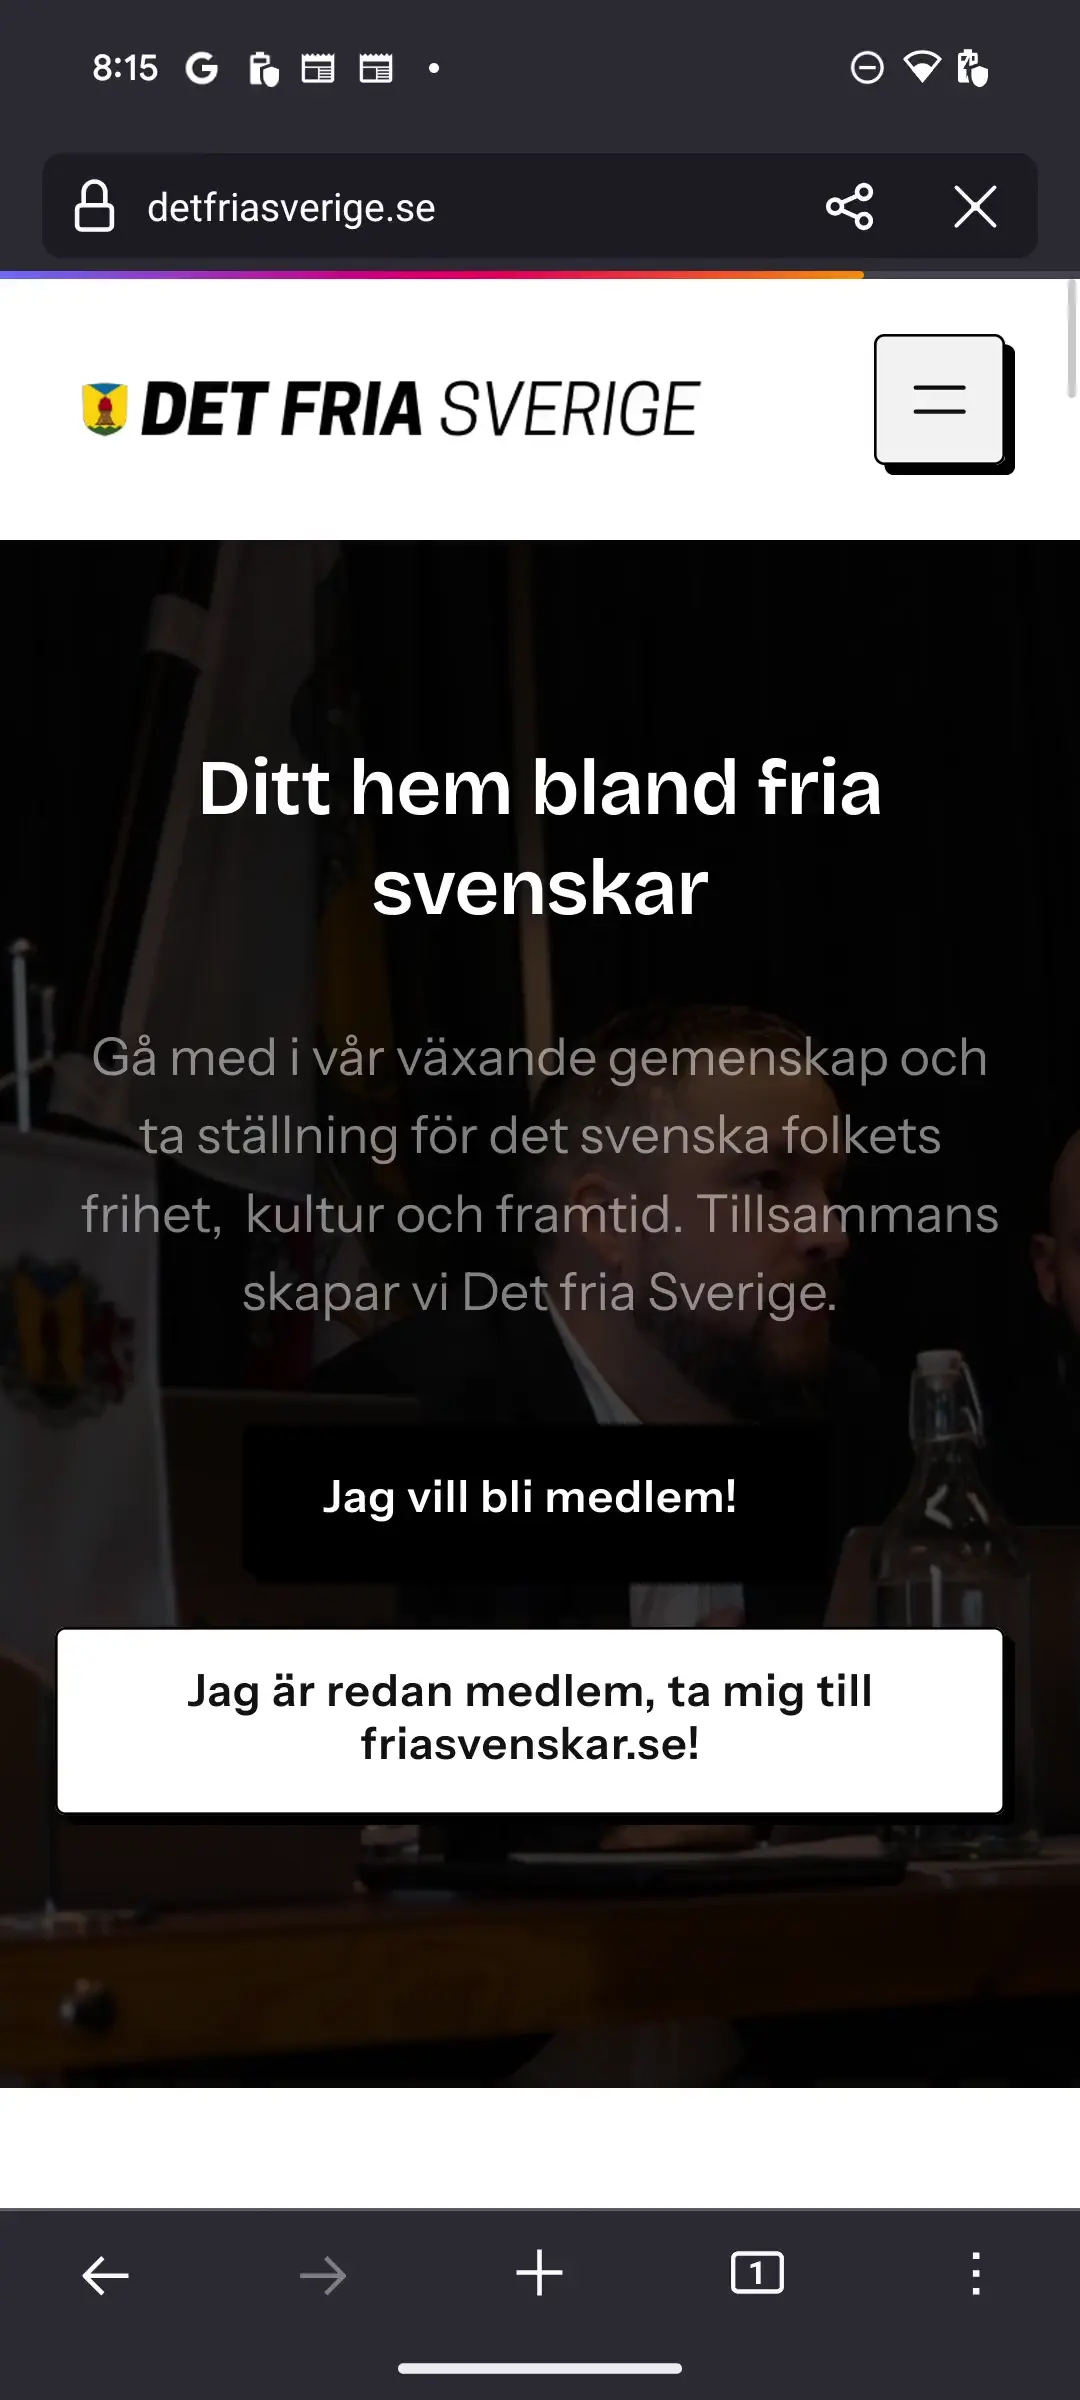 8:15
detfriasverige.se
DET FRIA SVERIGE
Ditt hem bland fria
svenskar
Gå med i vår växande gemenskap och
ta ställning för det svenska folkets
frihet, kultur och framtid. Tillsammans
skapar vi Det fria Sverige.
Jag vill bli medlem!
Jag är redan medlem, ta mig till
friasvenskar.se!
1